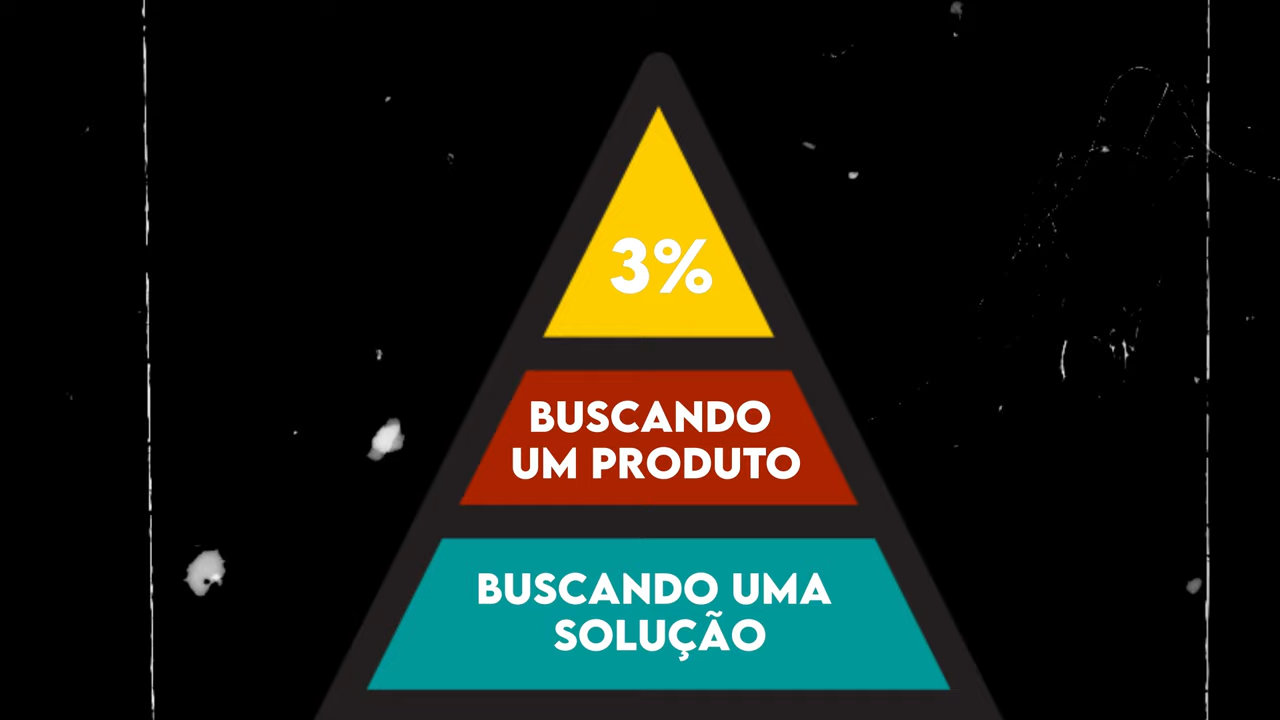 3%
BUSCANDO
UM PRODUTO
BUSCANDO UMA
SOLUÇÃO